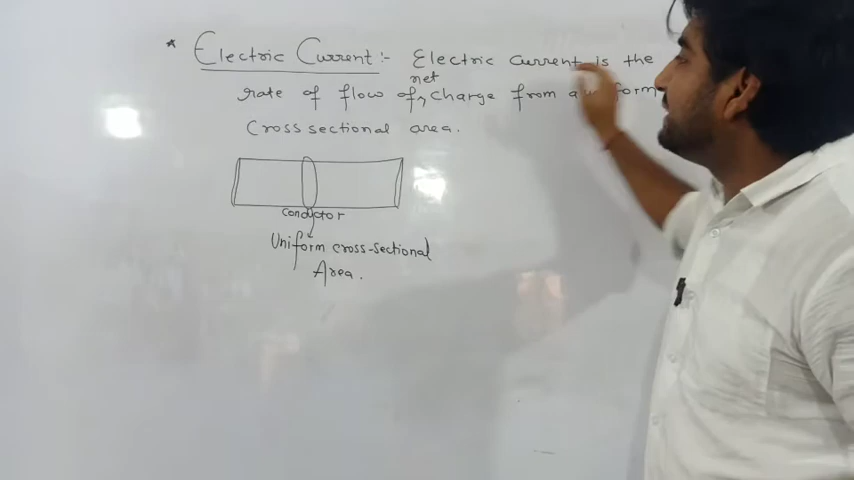 * Electric Current :- Electric Current is the
net
rate of flow of, charge from a form
Cross sectional area.
Conductor
Uniform cross-sectional
Area.